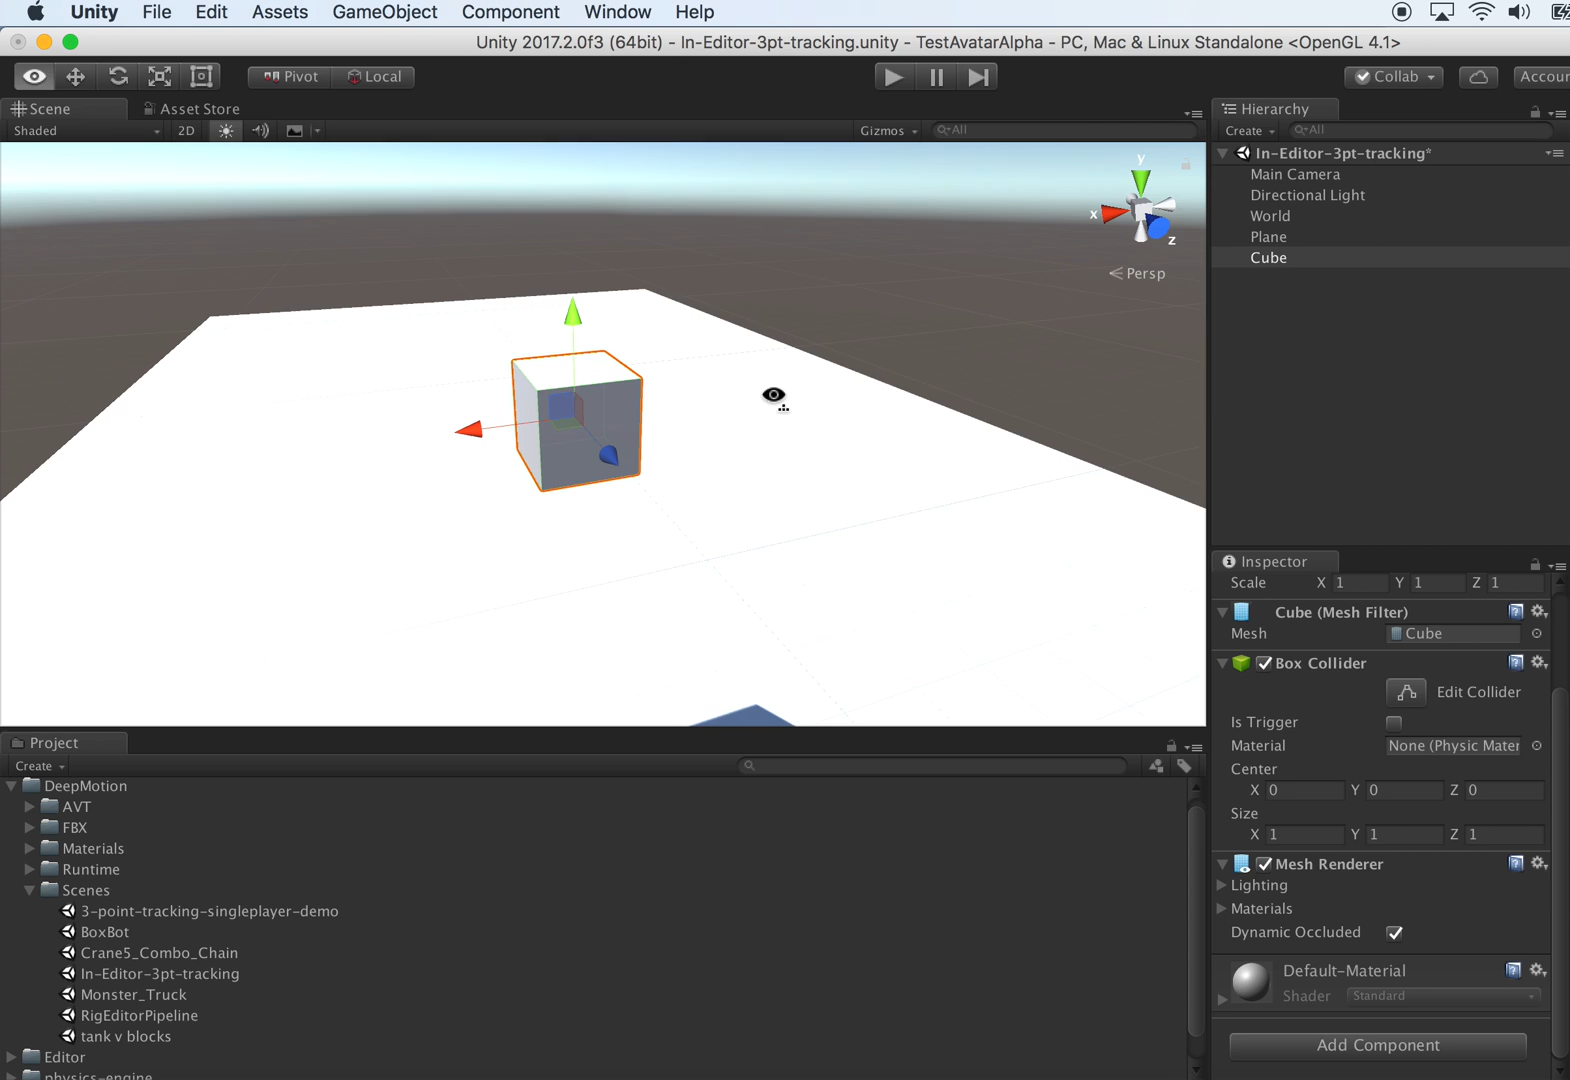 Unity File Edit Assets GameObject Component Window Help
Unity 2017.2.0f3 (64bit) - In-Editor-3pt-tracking.unity - TestAvatarAlpha - PC, Mac & Linux Standalone <OpenGL 4.1>
Pivot Local Collab Accoun
Scene Asset Store
Shaded 2D Gizmos All
y
x
z
Persp
Hierarchy
Create All
In-Editor-3pt-tracking*
Main Camera
Directional Light
World
Plane
Cube
Inspector
Scale X 1 Y 1 Z 1
Cube (Mesh Filter)
Mesh Cube
Box Collider
Edit Collider
Is Trigger
Material None (Physic Mater
Center
X 0 Y 0 Z 0
Size
X 1 Y 1 Z 1
Mesh Renderer
Lighting
Materials
Dynamic Occluded
Default-Material
Shader Standard
Add Component
Project
Create
DeepMotion
AVT
FBX
Materials
Runtime
Scenes
3-point-tracking-singleplayer-demo
BoxBot
Crane5_Combo_Chain
In-Editor-3pt-tracking
Monster_Truck
RigEditorPipeline
tank v blocks
Editor
physics-engine